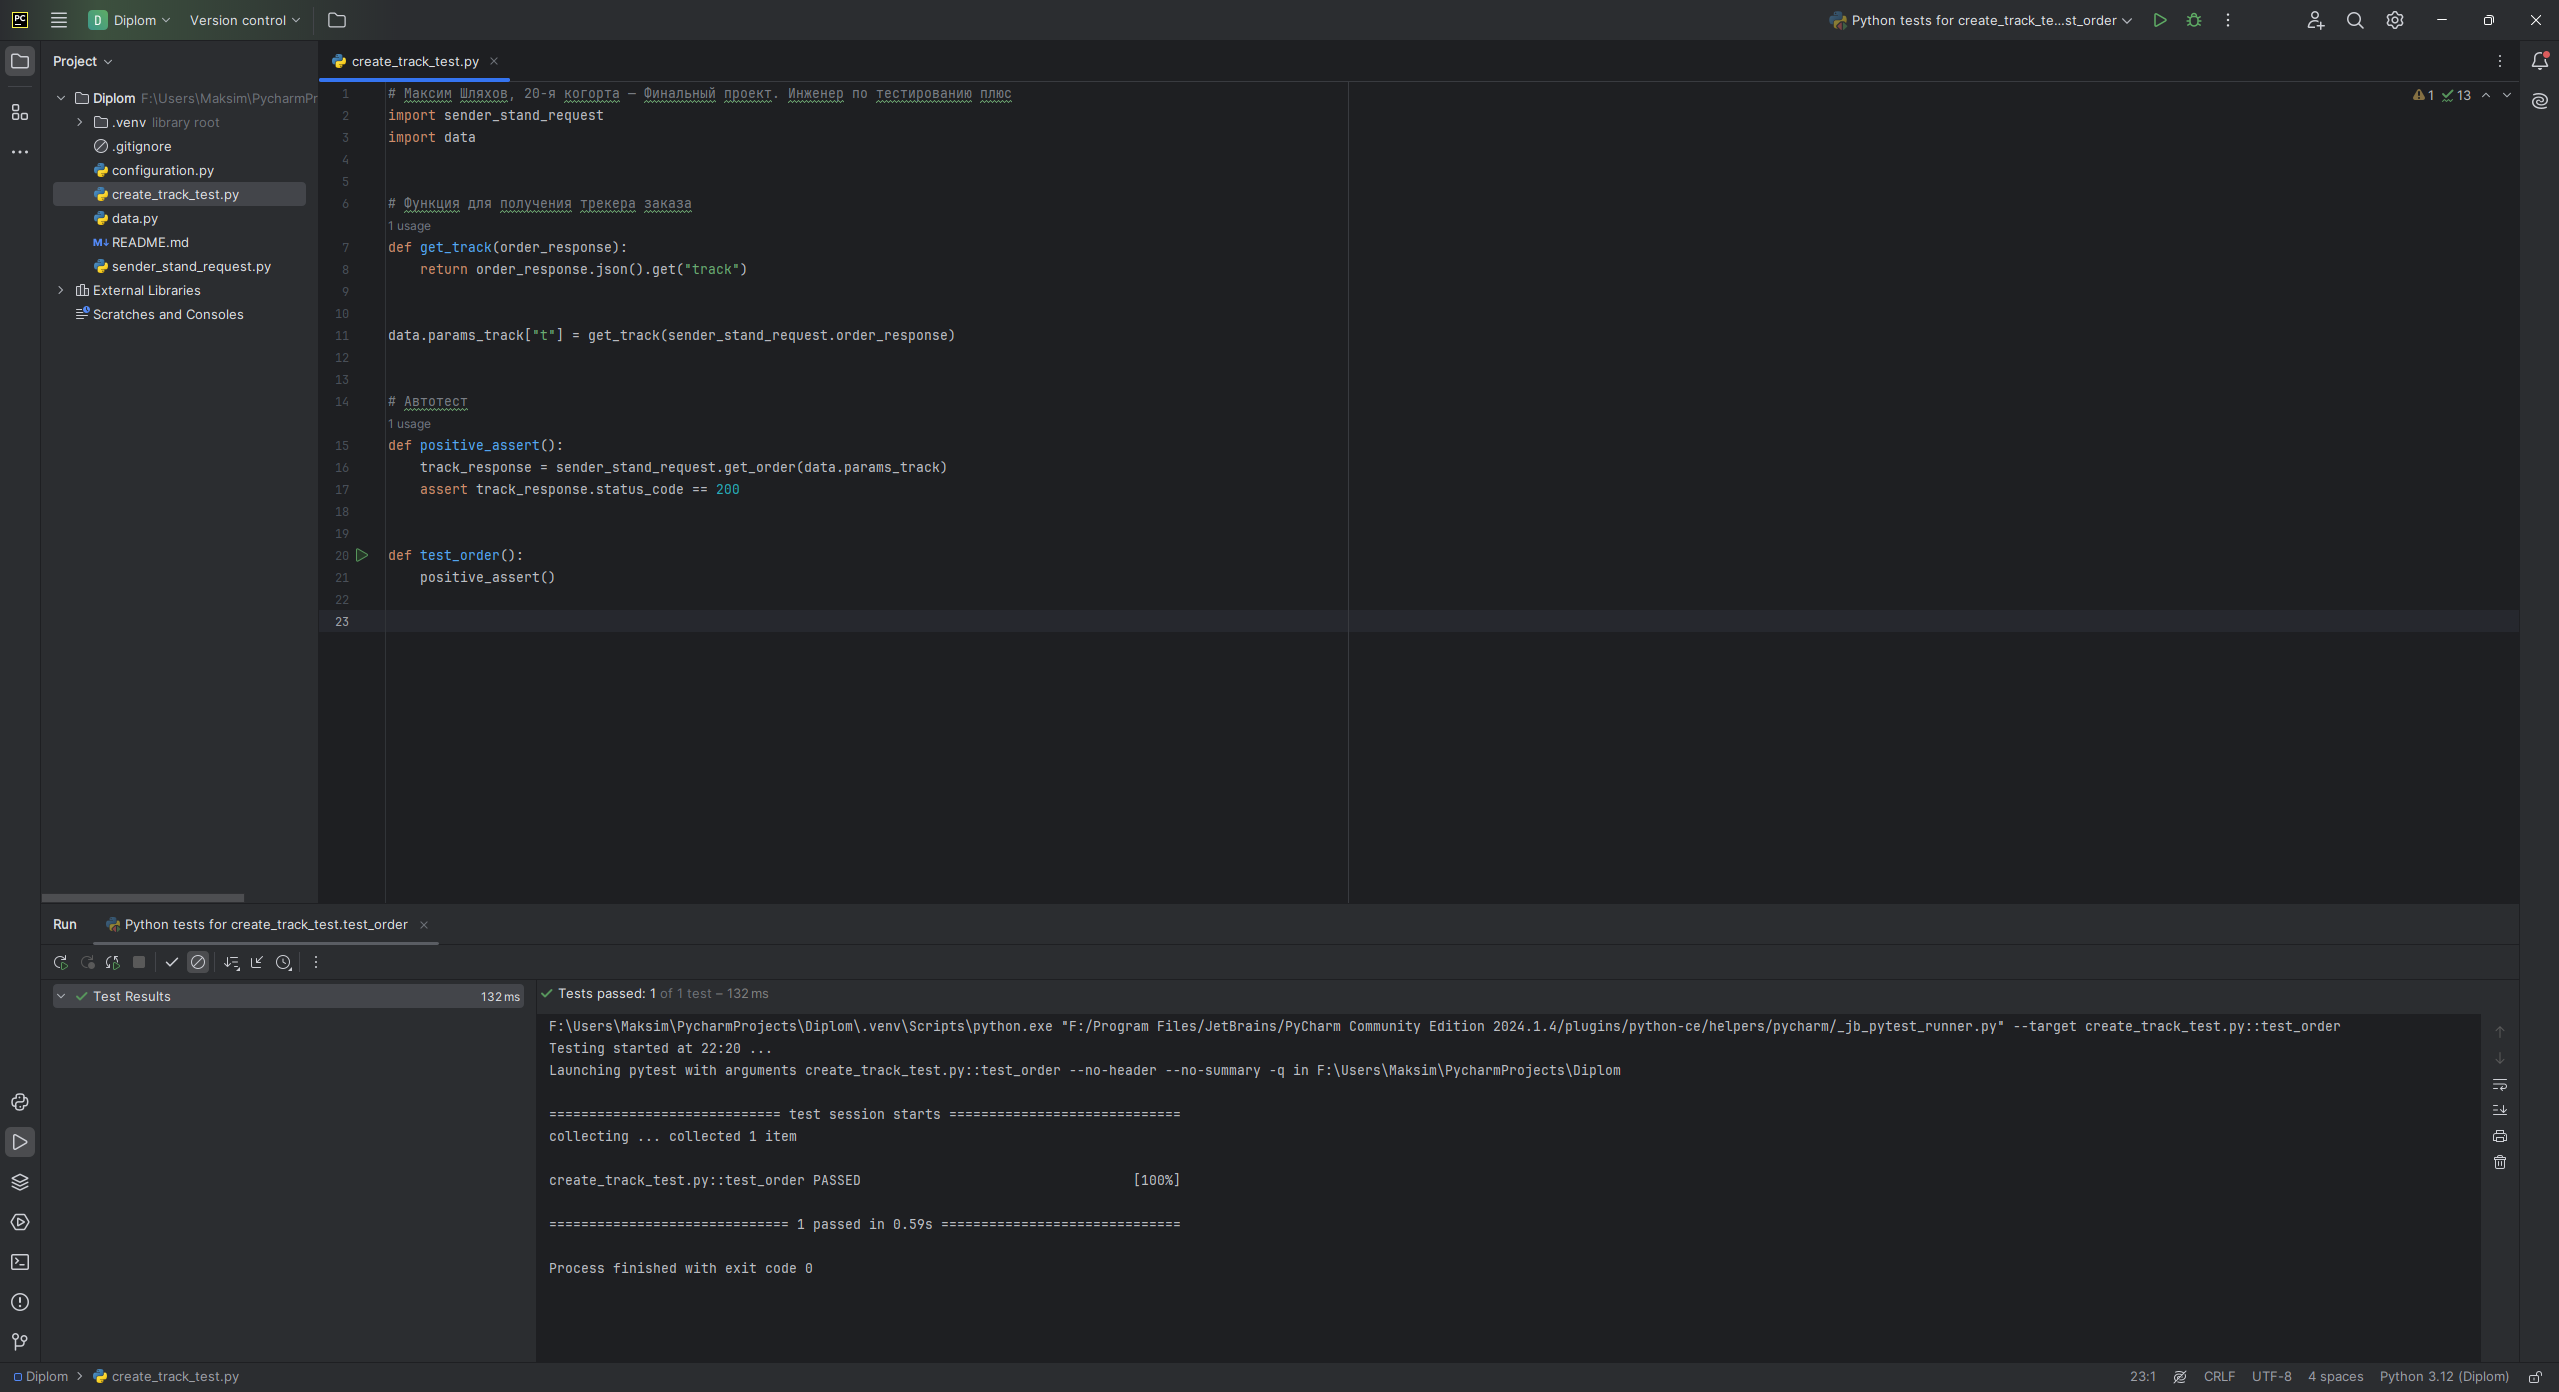 PC D Diplom Version control Python tests for create_track_te...st_order
Project
create_track_test.py
Diplom F:\Users\Maksim\PycharmPr
.venv library root
.gitignore
configuration.py
create_track_test.py
data.py
README.md
sender_stand_request.py
External Libraries
Scratches and Consoles
1 13
1 # Максим Шляхов, 20-я когорта — Финальный проект. Инженер по тестированию плюс
2 import sender_stand_request
3 import data
4
5
6 # Функция для получения трекера заказа
1 usage
7 def get_track(order_response):
8 return order_response.json().get("track")
9
10
11 data.params_track["t"] = get_track(sender_stand_request.order_response)
12
13
14 # Автотест
1 usage
15 def positive_assert():
16 track_response = sender_stand_request.get_order(data.params_track)
17 assert track_response.status_code == 200
18
19
20 def test_order():
21 positive_assert()
22
23
Run Python tests for create_track_test.test_order
Test Results 132 ms
Tests passed: 1 of 1 test – 132 ms
F:\Users\Maksim\PycharmProjects\Diplom\.venv\Scripts\python.exe "F:/Program Files/JetBrains/PyCharm Community Edition 2024.1.4/plugins/python-ce/helpers/pycharm/_jb_pytest_runner.py" --target create_track_test.py::test_order
Testing started at 22:20 ...
Launching pytest with arguments create_track_test.py::test_order --no-header --no-summary -q in F:\Users\Maksim\PycharmProjects\Diplom
============================= test session starts =============================
collecting ... collected 1 item
create_track_test.py::test_order PASSED [100%]
============================== 1 passed in 0.59s ==============================
Process finished with exit code 0
Diplom create_track_test.py 23:1 CRLF UTF-8 4 spaces Python 3.12 (Diplom)